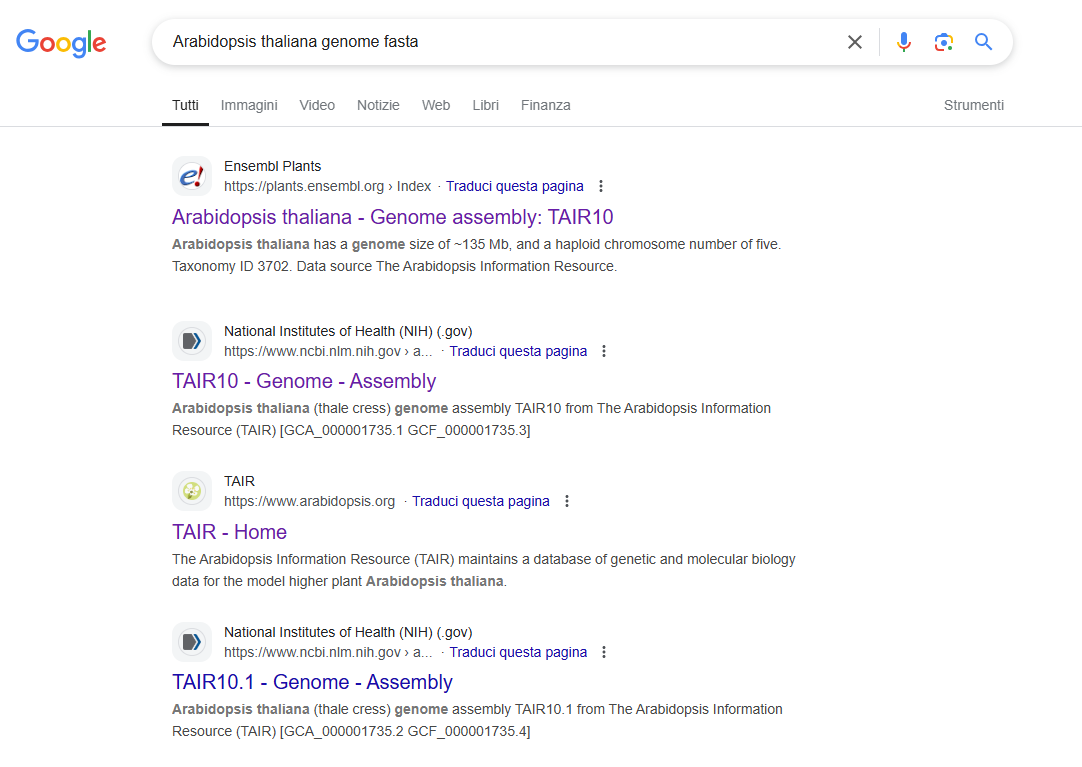 Google
Arabidopsis thaliana genome fasta
Tutti Immagini Video Notizie Web Libri Finanza Strumenti
Ensembl Plants
https://plants.ensembl.org › Index · Traduci questa pagina
Arabidopsis thaliana - Genome assembly: TAIR10
Arabidopsis thaliana has a genome size of ~135 Mb, and a haploid chromosome number of five.
Taxonomy ID 3702. Data source The Arabidopsis Information Resource.
National Institutes of Health (NIH) (.gov)
https://www.ncbi.nlm.nih.gov › a... · Traduci questa pagina
TAIR10 - Genome - Assembly
Arabidopsis thaliana (thale cress) genome assembly TAIR10 from The Arabidopsis Information
Resource (TAIR) [GCA_000001735.1 GCF_000001735.3]
TAIR
https://www.arabidopsis.org · Traduci questa pagina
TAIR - Home
The Arabidopsis Information Resource (TAIR) maintains a database of genetic and molecular biology
data for the model higher plant Arabidopsis thaliana.
National Institutes of Health (NIH) (.gov)
https://www.ncbi.nlm.nih.gov › a... · Traduci questa pagina
TAIR10.1 - Genome - Assembly
Arabidopsis thaliana (thale cress) genome assembly TAIR10.1 from The Arabidopsis Information
Resource (TAIR) [GCA_000001735.2 GCF_000001735.4]